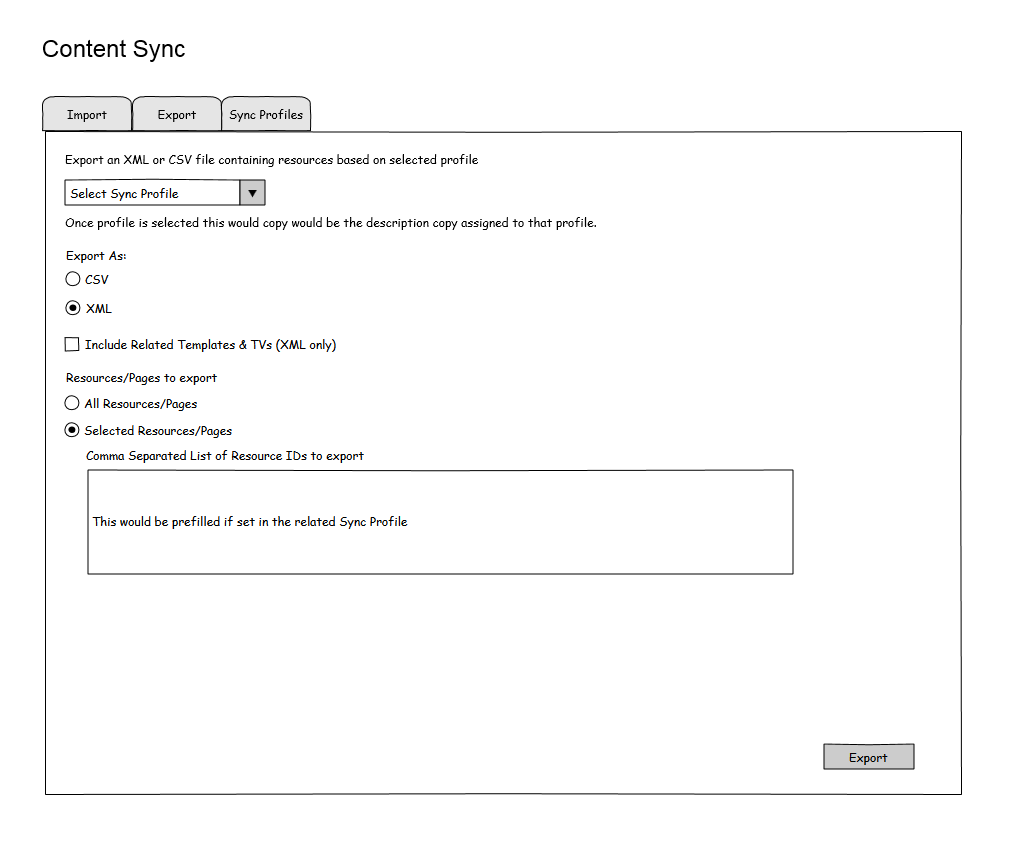 Content Sync
Import
Export
Sync Profiles
Export an XML or CSV file containing resources based on selected profile
Select Sync Profile
Once profile is selected this would copy would be the description copy assigned to that profile.
Export As:
CSV
XML
Include Related Templates & TVs (XML only)
Resources/Pages to export
All Resources/Pages
Selected Resources/Pages
Comma Separated List of Resource IDs to export
This would be prefilled if set in the related Sync Profile
Export